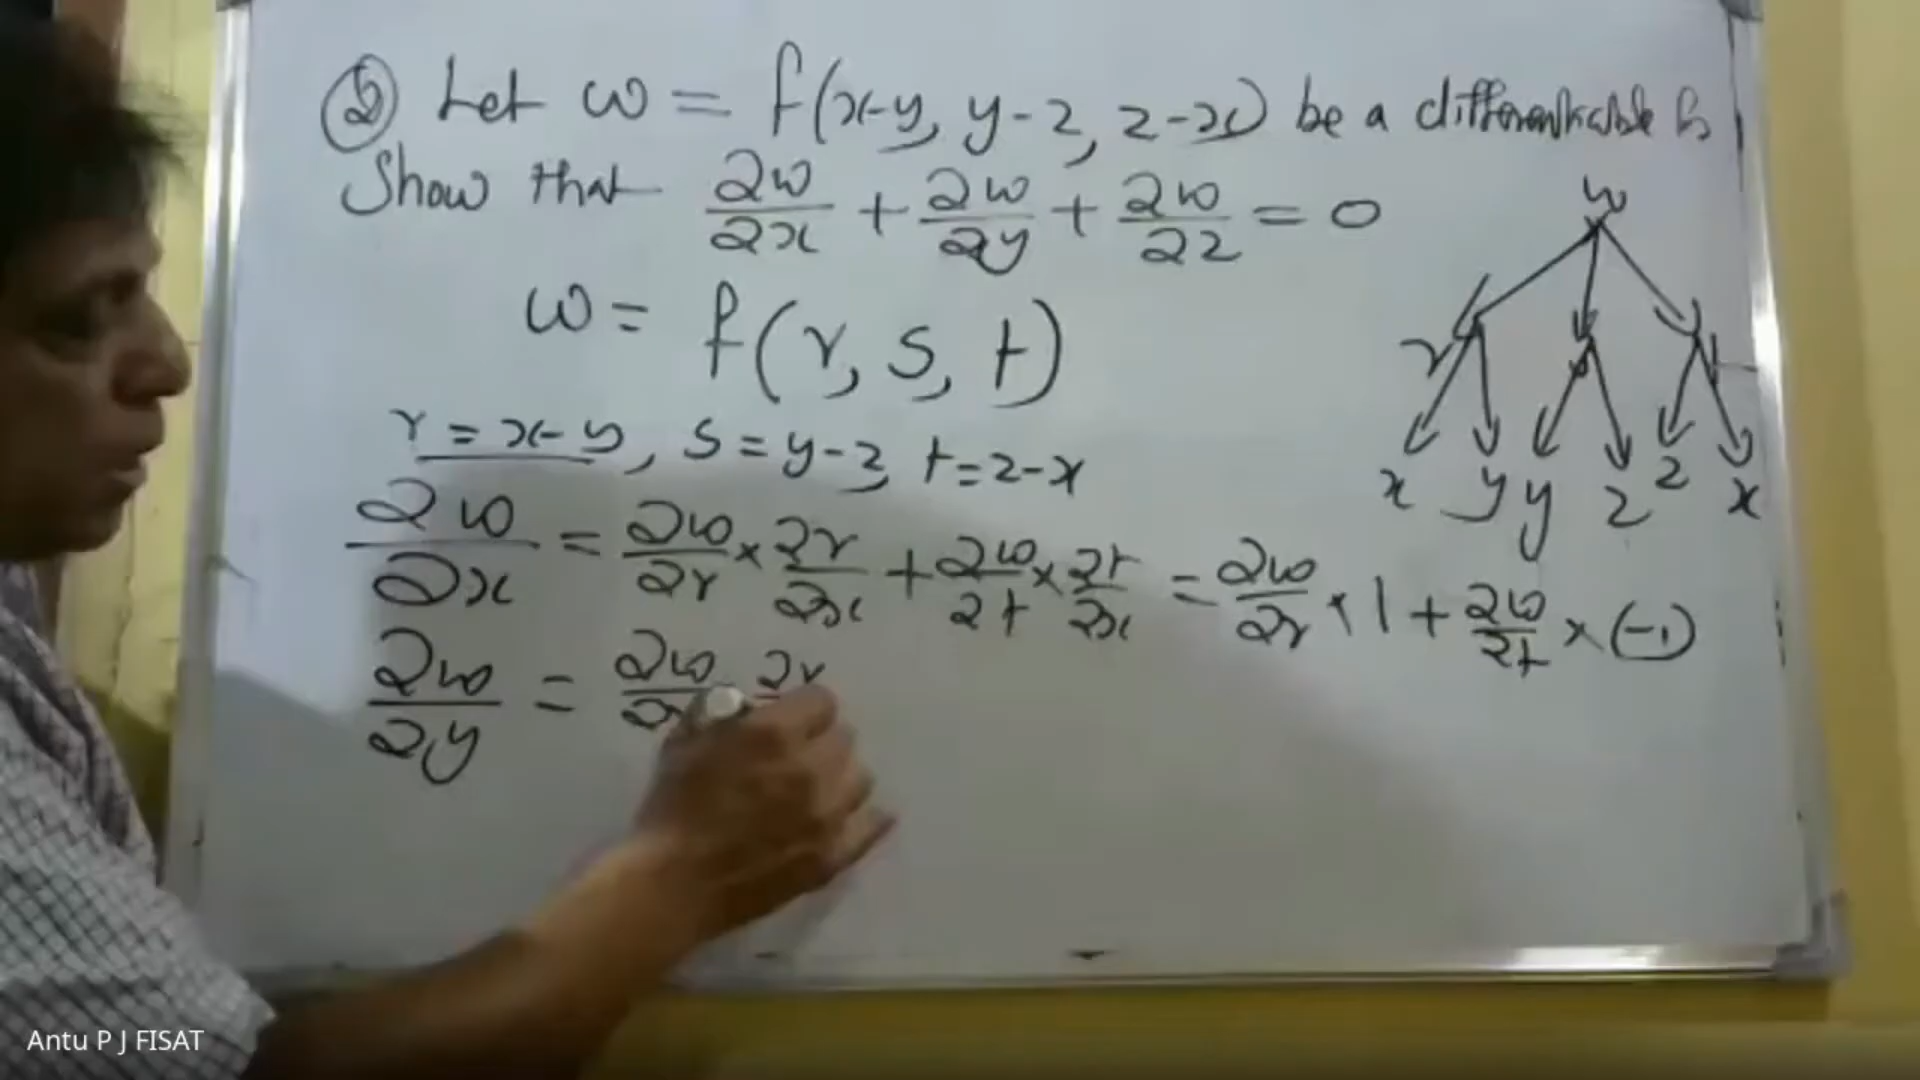 ② Let w = f(x-y, y-z, z-x) be a differentiable fn
Show that ∂w/∂x + ∂w/∂y + ∂w/∂z = 0
w = f(r, s, t)
r = x-y, s = y-z, t = z-x
∂w/∂x = ∂w/∂r × ∂r/∂x + ∂w/∂t × ∂t/∂x = ∂w/∂r × 1 + ∂w/∂t × (-1)
∂w/∂y = ∂w/∂r ∂r
w
r s t
x y y z z x
Antu P J FISAT